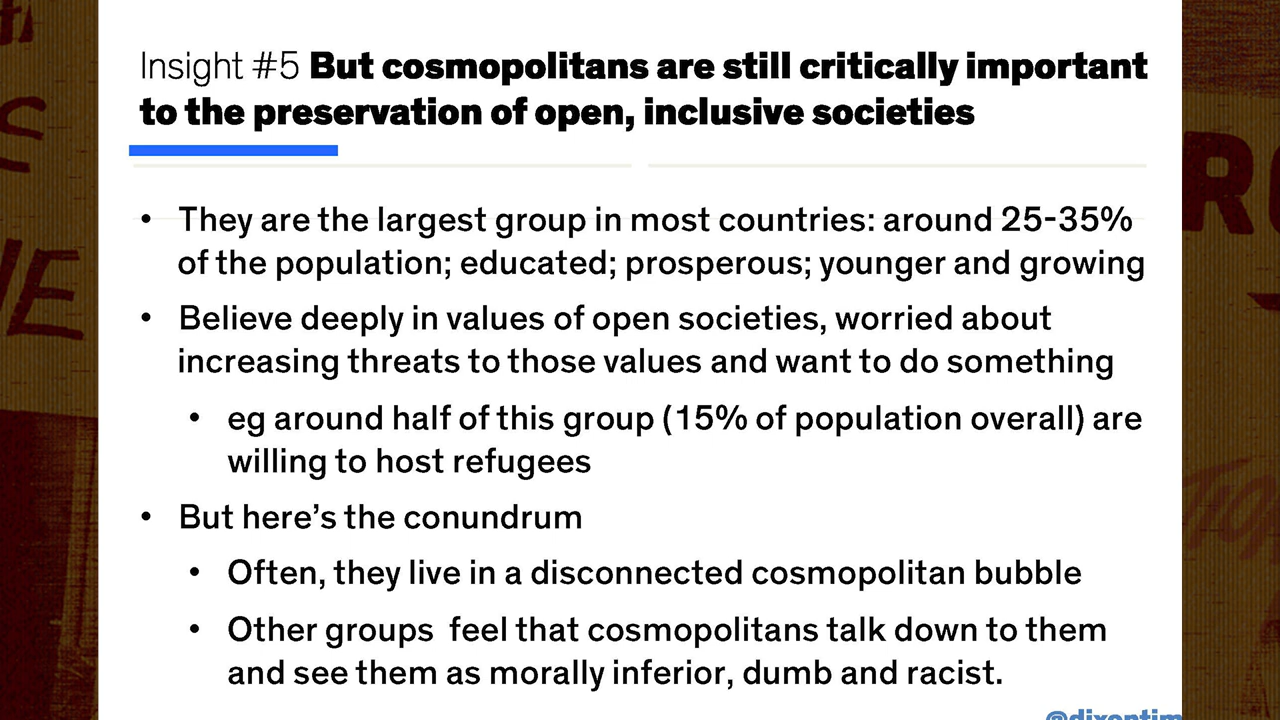 Insight #5 But cosmopolitans are still critically important
to the preservation of open, inclusive societies
• They are the largest group in most countries: around 25-35%
of the population; educated; prosperous; younger and growing
• Believe deeply in values of open societies, worried about
increasing threats to those values and want to do something
• eg around half of this group (15% of population overall) are
willing to host refugees
• But here's the conundrum
• Often, they live in a disconnected cosmopolitan bubble
• Other groups  feel that cosmopolitans talk down to them
and see them as morally inferior, dumb and racist.
@dixontim